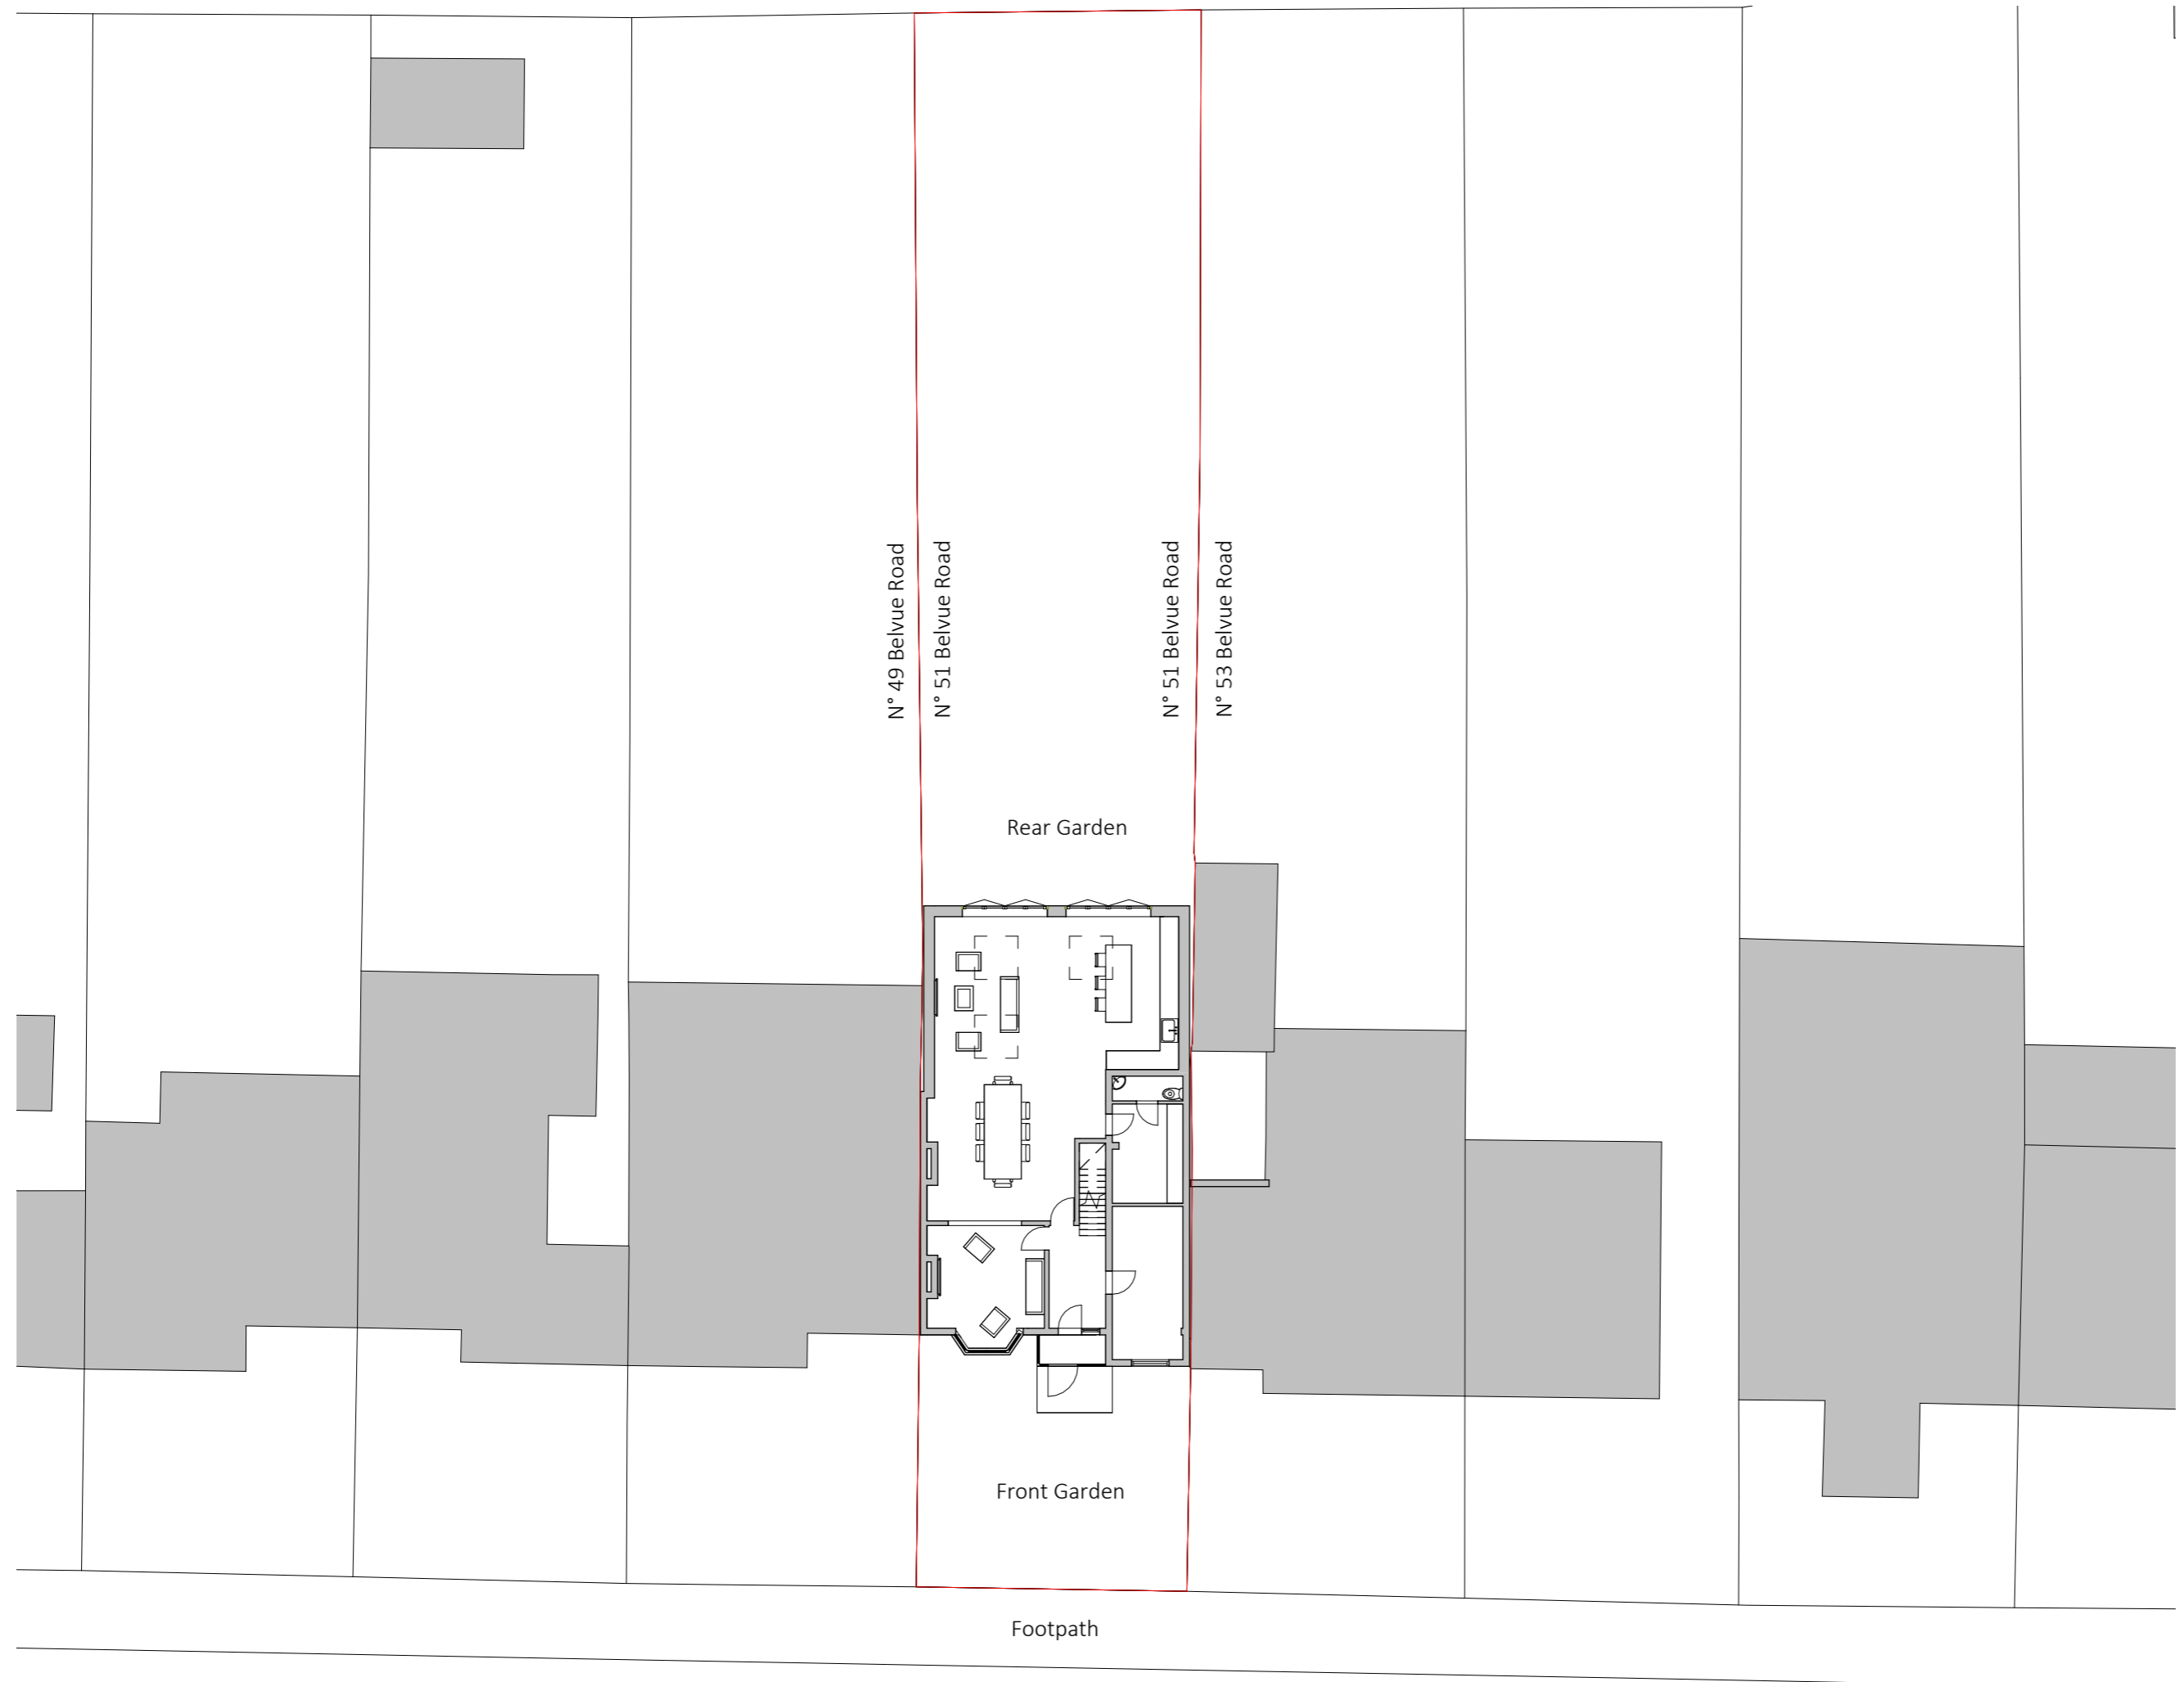 N° 49 Belvue Road
N° 51 Belvue Road
N° 51 Belvue Road
N° 53 Belvue Road
Rear Garden
Front Garden
Footpath